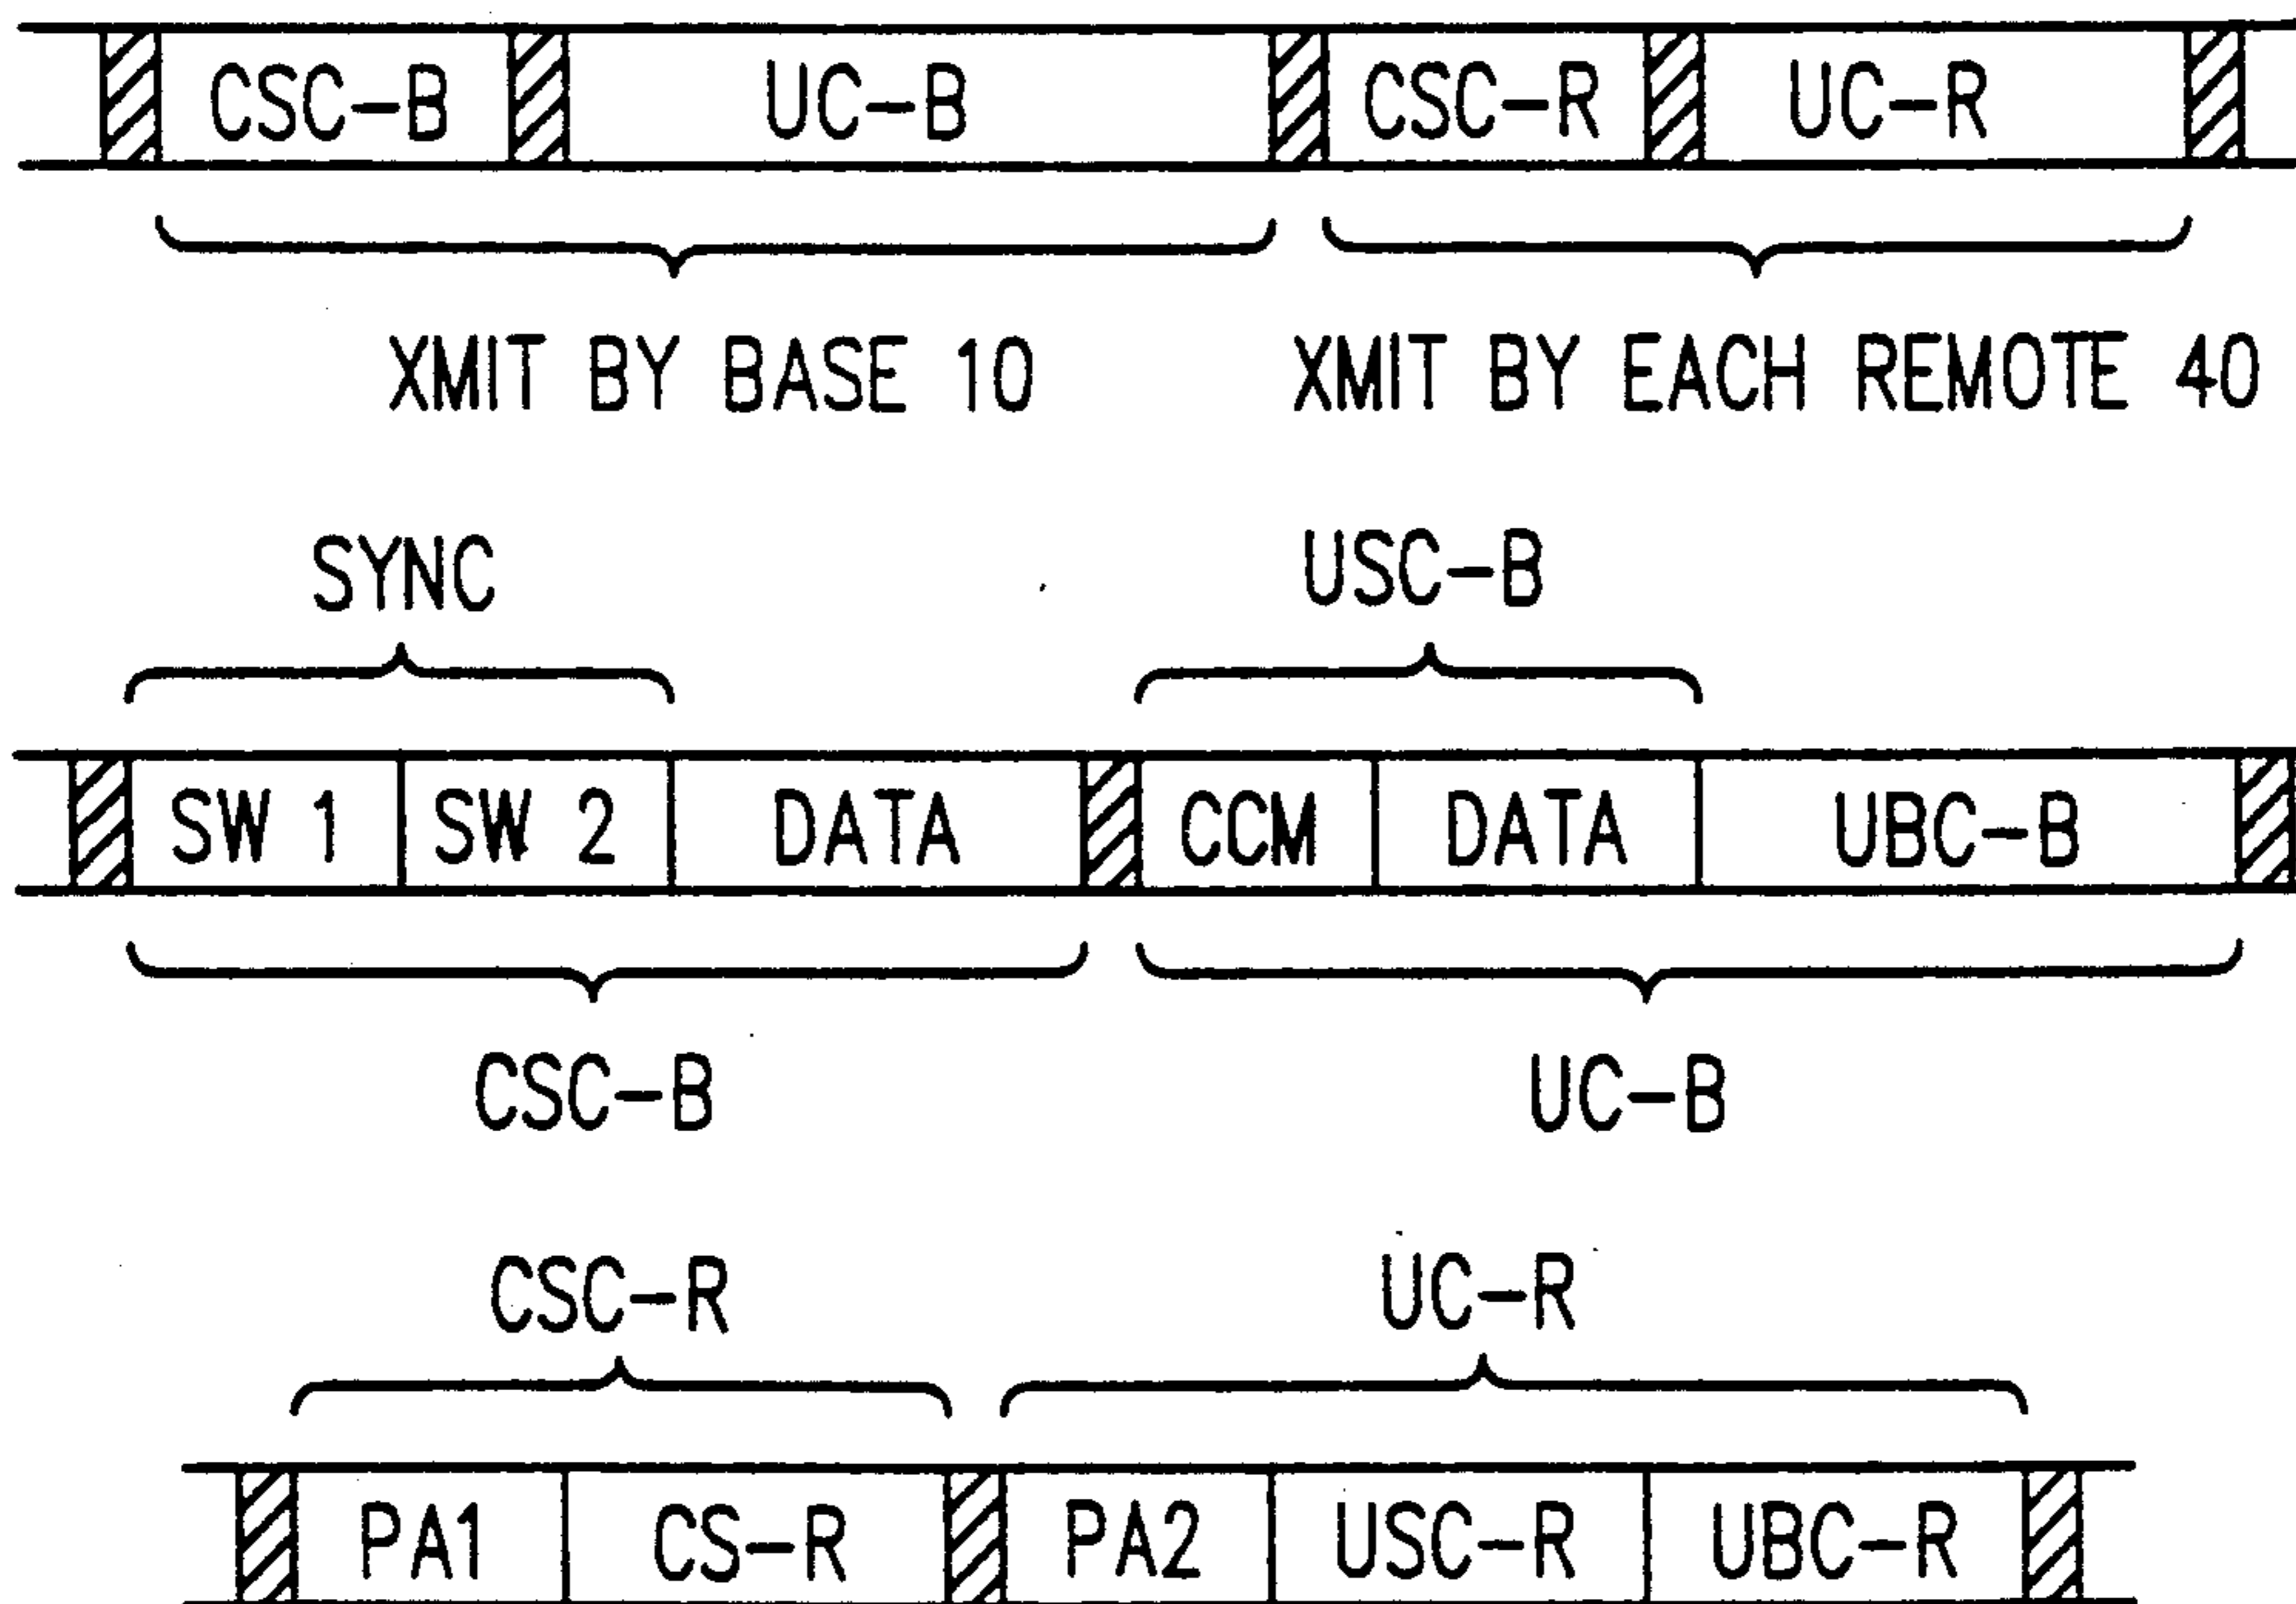 CSC-B UC-B CSC-R UC-R
XMIT BY BASE 10 XMIT BY EACH REMOTE 40
SYNC USC-B
SW 1 SW 2 DATA CCM DATA UBC-B
CSC-B UC-B
CSC-R UC-R
PA1 CS-R PA2 USC-R UBC-R